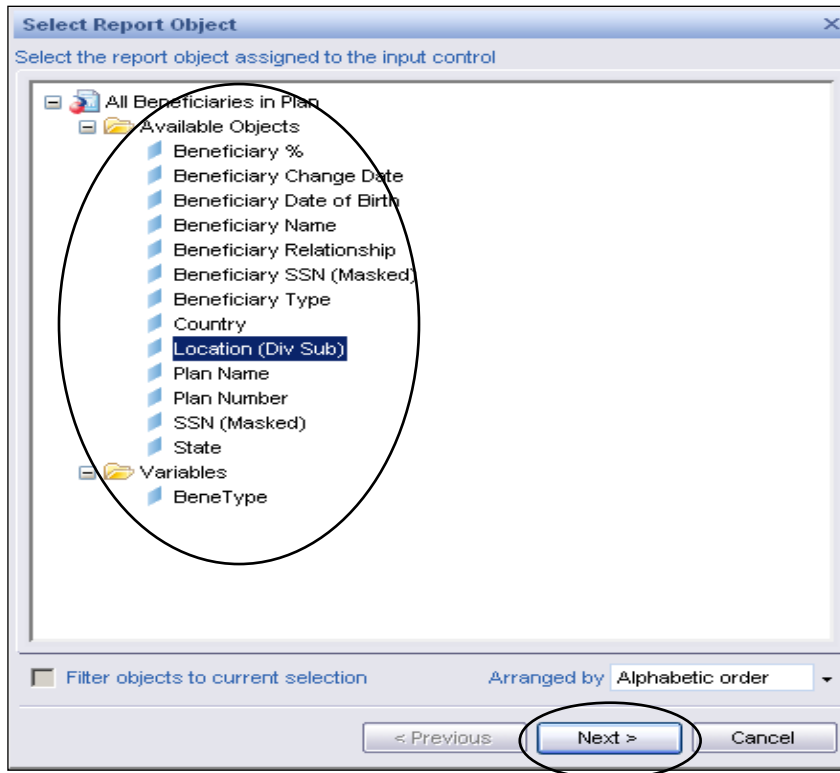 Select Report Object
Select the report object assigned to the input control
All Beneficiaries in Plan
Available Objects
Beneficiary %
Beneficiary Change Date
Beneficiary Date of Birth
Beneficiary Name
Beneficiary Relationship
Beneficiary SSN (Masked)
Beneficiary Type
Country
Location (Div Sub)
Plan Name
Plan Number
SSN (Masked)
State
Variables
BeneType
Filter objects to current selection Arranged by Alphabetic order
< Previous Next > Cancel